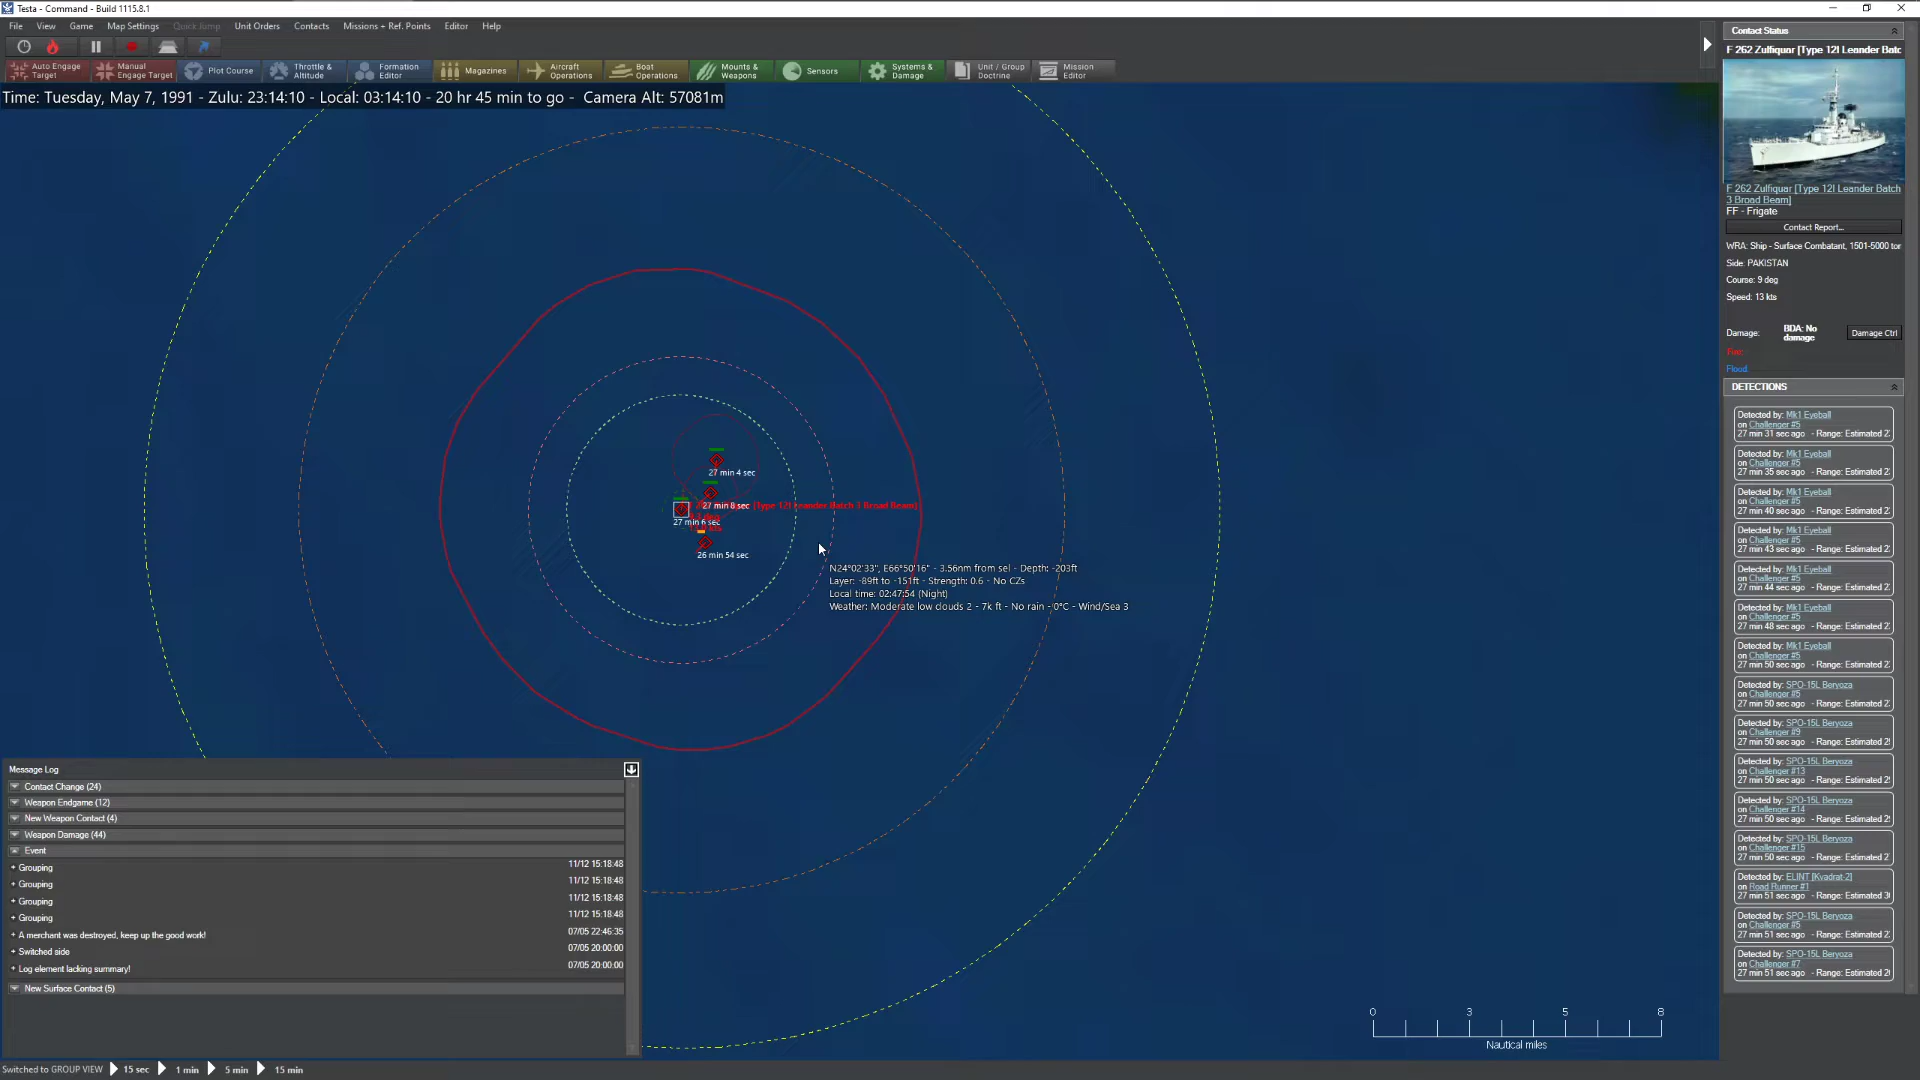 Testa - Command - Build 1115.8.1
File View Game Map Settings Quick Jump Unit Orders Contacts Missions + Ref. Points Editor Help
Auto Engage Target
Manual Engage Target
Plot Course
Throttle & Altitude
Formation Editor
Magazines
Aircraft Operations
Boat Operations
Mounts & Weapons
Sensors
Systems & Damage
Unit / Group Doctrine
Mission Editor
Time: Tuesday, May 7, 1991 - Zulu: 23:14:10 - Local: 03:14:10 - 20 hr 45 min to go - Camera Alt: 57081m
27 min 4 sec
27 min 8 sec [Type 12I Leander Batch 3 Broad Beam]
27 min 6 sec
26 min 54 sec
N24°02'33", E66°50'16" - 3.56nm from sel - Depth: -203ft
Layer: -89ft to -151ft - Strength: 0.6 - No CZs
Local time: 02:47:54 (Night)
Weather: Moderate low clouds 2 - 7k ft - No rain - 0°C - Wind/Sea 3
Message Log
Contact Change (24)
Weapon Endgame (12)
New Weapon Contact (4)
Weapon Damage (44)
Event
+ Grouping 11/12 15:18:48
+ Grouping 11/12 15:18:48
+ Grouping 11/12 15:18:48
+ Grouping 11/12 15:18:48
+ A merchant was destroyed, keep up the good work! 07/05 22:46:35
+ Switched side 07/05 20:00:00
+ Log element lacking summary! 07/05 20:00:00
New Surface Contact (5)
Switched to GROUP VIEW 15 sec 1 min 5 min 15 min
0 3 5 8
Nautical miles
Contact Status
F 262 Zulfiquar [Type 12I Leander Batc
F 262 Zulfiquar [Type 12I Leander Batch
3 Broad Beam]
FF - Frigate
Contact Report...
WRA: Ship - Surface Combatant, 1501-5000 tor
Side: PAKISTAN
Course: 9 deg
Speed: 13 kts
Damage: BDA: No damage Damage Ctrl
Fire:
Flood
DETECTIONS
Detected by: Mk1 Eyeball
on Challenger #5
27 min 31 sec ago - Range: Estimated 2
Detected by: Mk1 Eyeball
on Challenger #5
27 min 35 sec ago - Range: Estimated 2
Detected by: Mk1 Eyeball
on Challenger #5
27 min 40 sec ago - Range: Estimated 2
Detected by: Mk1 Eyeball
on Challenger #5
27 min 43 sec ago - Range: Estimated 2
Detected by: Mk1 Eyeball
on Challenger #5
27 min 44 sec ago - Range: Estimated 2
Detected by: Mk1 Eyeball
on Challenger #5
27 min 48 sec ago - Range: Estimated 2
Detected by: Mk1 Eyeball
on Challenger #5
27 min 50 sec ago - Range: Estimated 2
Detected by: SPO-15L Beryoza
on Challenger #5
27 min 50 sec ago - Range: Estimated 2
Detected by: SPO-15L Beryoza
on Challenger #9
27 min 50 sec ago - Range: Estimated 2
Detected by: SPO-15L Beryoza
on Challenger #13
27 min 50 sec ago - Range: Estimated 2
Detected by: SPO-15L Beryoza
on Challenger #14
27 min 50 sec ago - Range: Estimated 2
Detected by: SPO-15L Beryoza
on Challenger #15
27 min 50 sec ago - Range: Estimated 2
Detected by: ELINT [Kvadrat-2]
on Road Runner #1
27 min 51 sec ago - Range: Estimated 3
Detected by: SPO-15L Beryoza
on Challenger #5
27 min 51 sec ago - Range: Estimated 2
Detected by: SPO-15L Beryoza
on Challenger #7
27 min 51 sec ago - Range: Estimated 2